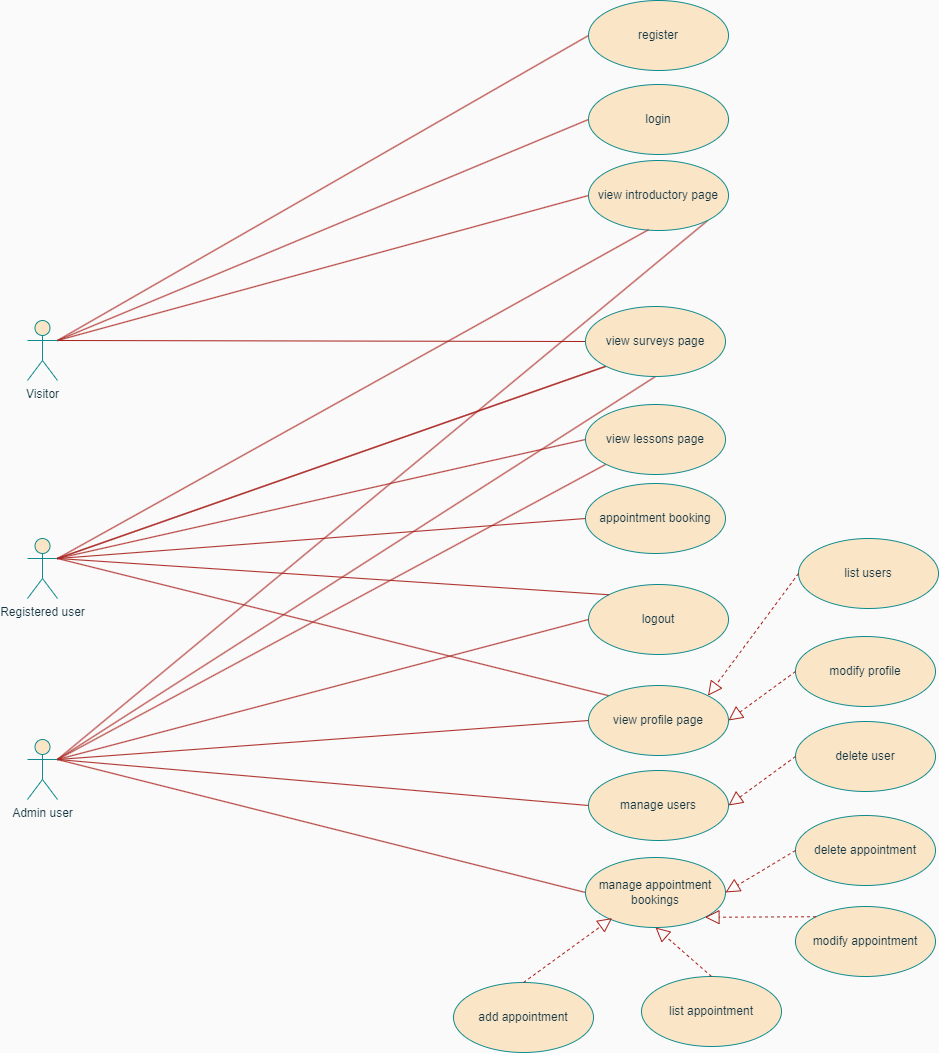 register
login
view introductory page
view surveys page
Visitor
view lessons page
appointment booking
list users
Registered user
logout
modify profile
view profile page
delete user
manage users
Admin user
delete appointment
manage appointment
bookings
modify appointment
list appointment
add appointment